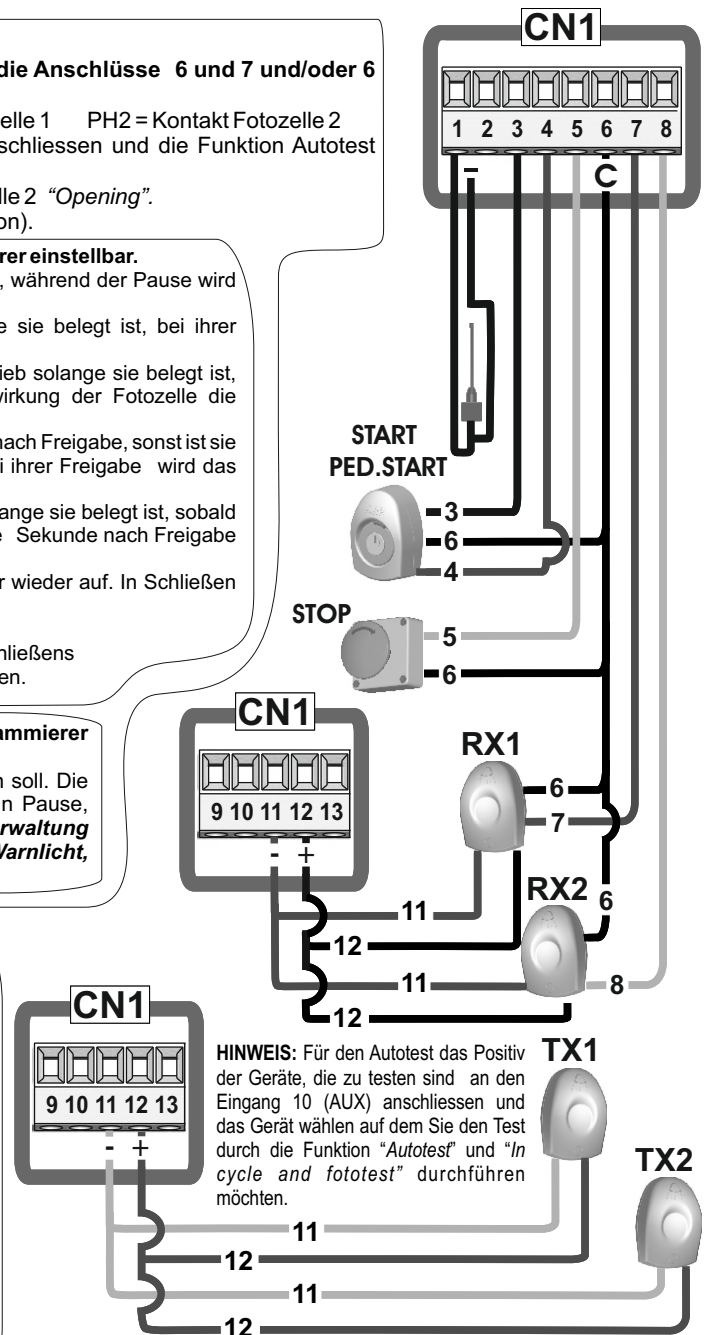 die Anschlüsse 6 und 7 und/oder 6
elle 1 PH2 = Kontakt Fotozelle 2
schliessen und die Funktion Autotest
lle 2 “Opening”.
on).
rer einstellbar.
, während der Pause wird
e sie belegt ist, bei ihrer
ieb solange sie belegt ist,
wirkung der Fotozelle die
nach Freigabe, sonst ist sie
i ihrer Freigabe wird das
ange sie belegt ist, sobald
e Sekunde nach Freigabe
r wieder auf. In Schließen
hließens
en.
ammierer
n soll. Die
in Pause,
rwaltung
Warnlicht,
CN1
1 2 3 4 5 6 7 8
– C
START
PED.START
3
6
4
STOP
5
6
CN1
9 10 11 12 13
- +
RX1
6
7
RX2
6
11
12
11
8
12
CN1
9 10 11 12 13
- +
HINWEIS: Für den Autotest das Positiv
der Geräte, die zu testen sind an den
Eingang 10 (AUX) anschliessen und
das Gerät wählen auf dem Sie den Test
durch die Funktion “Autotest” und “In
cycle and fototest” durchführen
möchten.
TX1
TX2
11
12
11
12